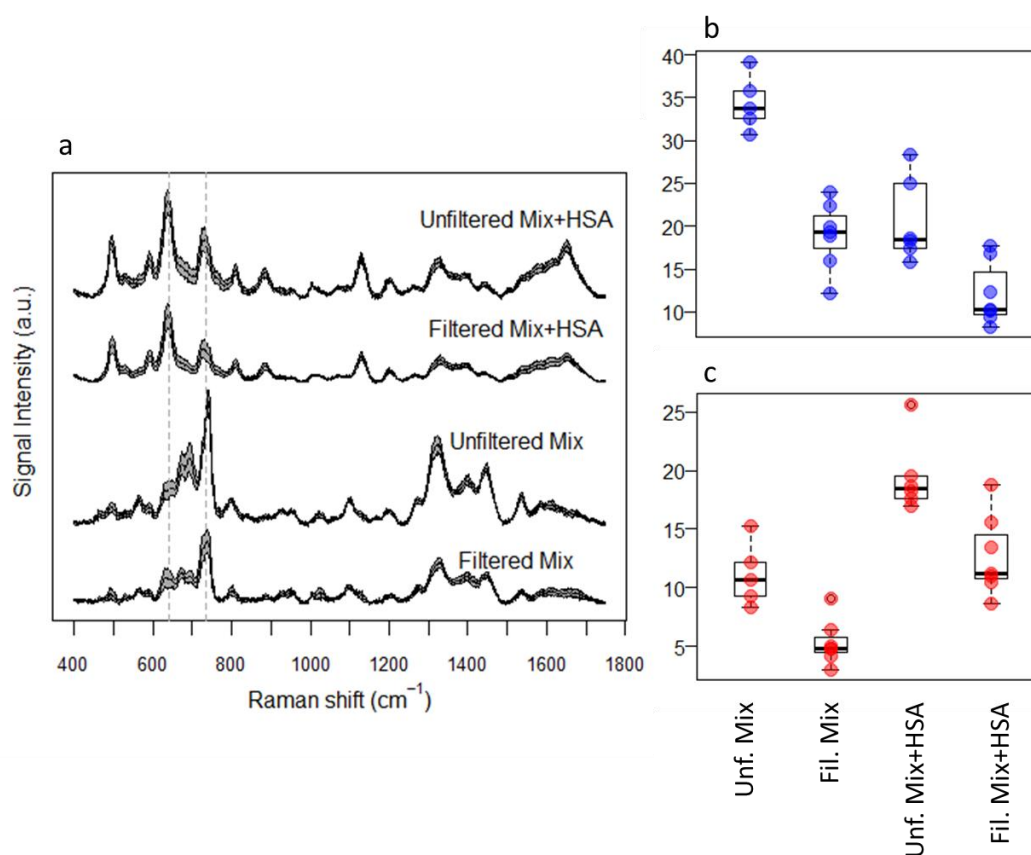 a
Unfiltered Mix+HSA
Filtered Mix+HSA
Unfiltered Mix
Filtered Mix
Signal Intensity (a.u.)
400 600 800 1000 1200 1400 1600 1800
Raman shift (cm⁻¹)
b
40
35
30
25
20
15
10
c
25
20
15
10
5
Unf. Mix
Fil. Mix
Unf. Mix+HSA
Fil. Mix+HSA